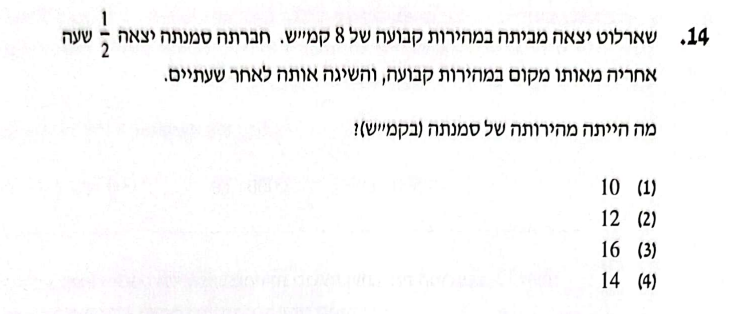 14. שארלוט יצאה מביתה במהירות קבועה של 8 קמ״ש. חברתה סמנתה יצאה 1/2 שעה
אחריה מאותו מקום במהירות קבועה, והשיגה אותה לאחר שעתיים.
מה הייתה מהירותה של סמנתה (בקמ״ש)?
(1) 10
(2) 12
(3) 16
(4) 14